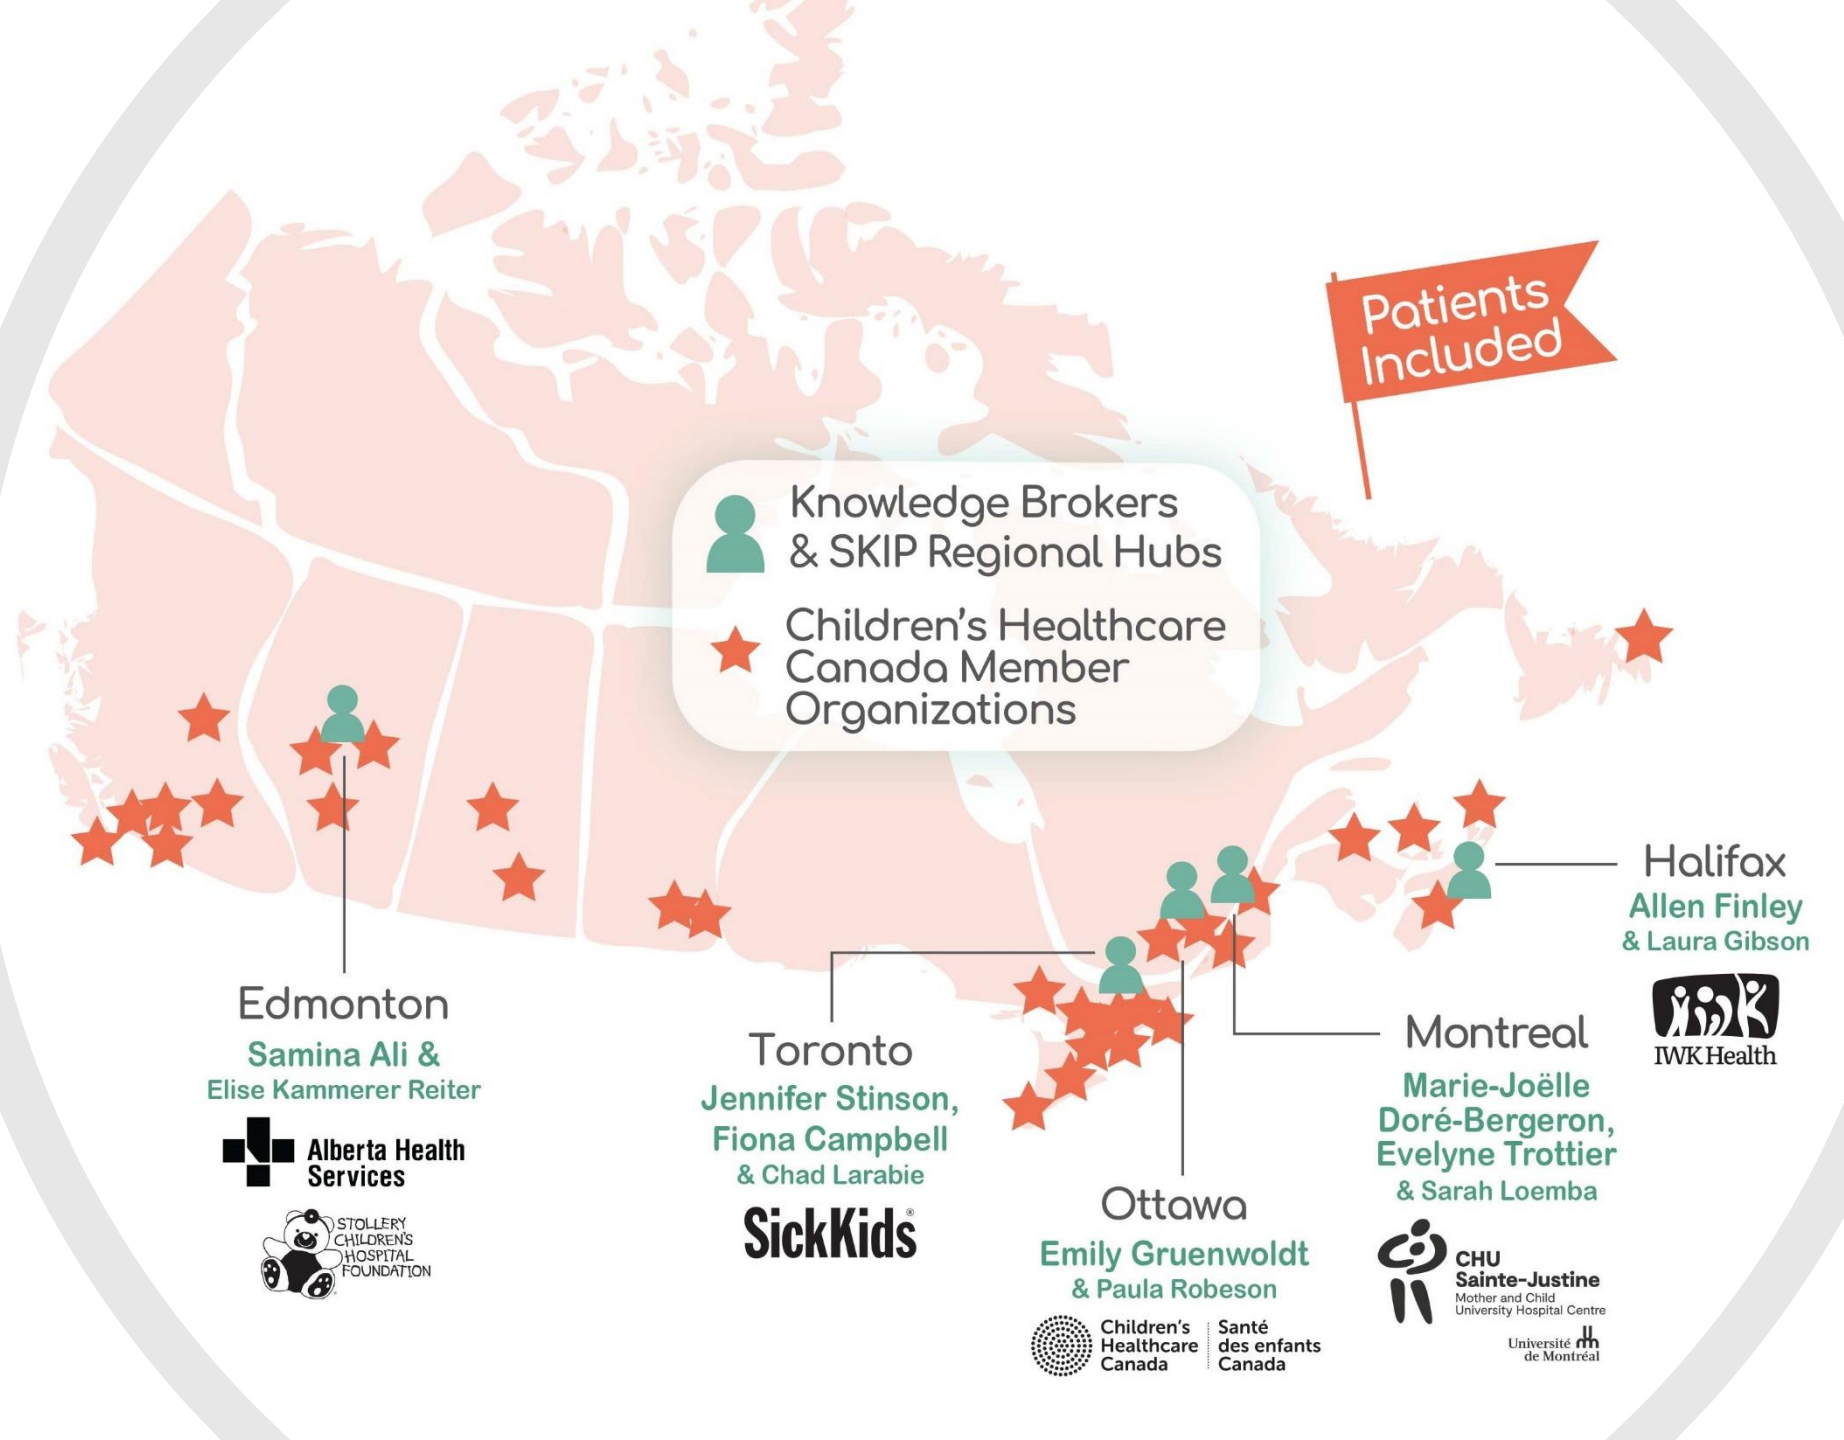 Patients
Included
Knowledge Brokers
& SKIP Regional Hubs
Children's Healthcare
Canada Member
Organizations
Edmonton
Samina Ali &
Elise Kammerer Reiter
Alberta Health
Services
STOLLERY
CHILDREN'S
HOSPITAL
FOUNDATION
Toronto
Jennifer Stinson,
Fiona Campbell
& Chad Larabie
SickKids®
Ottawa
Emily Gruenwoldt
& Paula Robeson
Children's
Healthcare
Canada
Santé
des enfants
Canada
Montreal
Marie-Joëlle
Doré-Bergeron,
Evelyne Trottier
& Sarah Loemba
CHU
Sainte-Justine
Mother and Child
University Hospital Centre
Université
de Montréal
Halifax
Allen Finley
& Laura Gibson
IWK
IWK Health